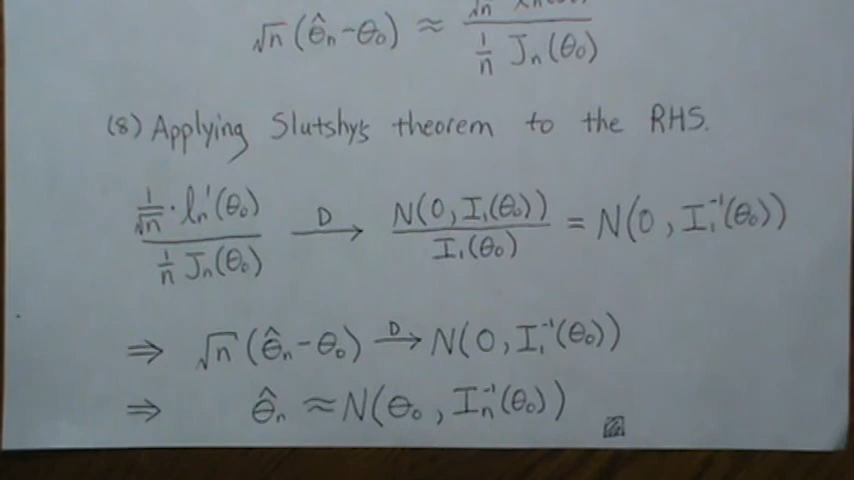 √n (θ̂ₙ-θ₀) ≈ / (1/n Jₙ(θ₀))
(8) Applying Slutshy's theorem to the RHS.
(1/√n · lₙ'(θ₀)) / (1/n Jₙ(θ₀)) —D→ N(0, I₁(θ₀)) / I₁(θ₀) = N(0, I₁⁻¹(θ₀))
⇒ √n (θ̂ₙ-θ₀) —D→ N(0, I₁⁻¹(θ₀))
⇒ θ̂ₙ ≈ N(θ₀, Iₙ⁻¹(θ₀))